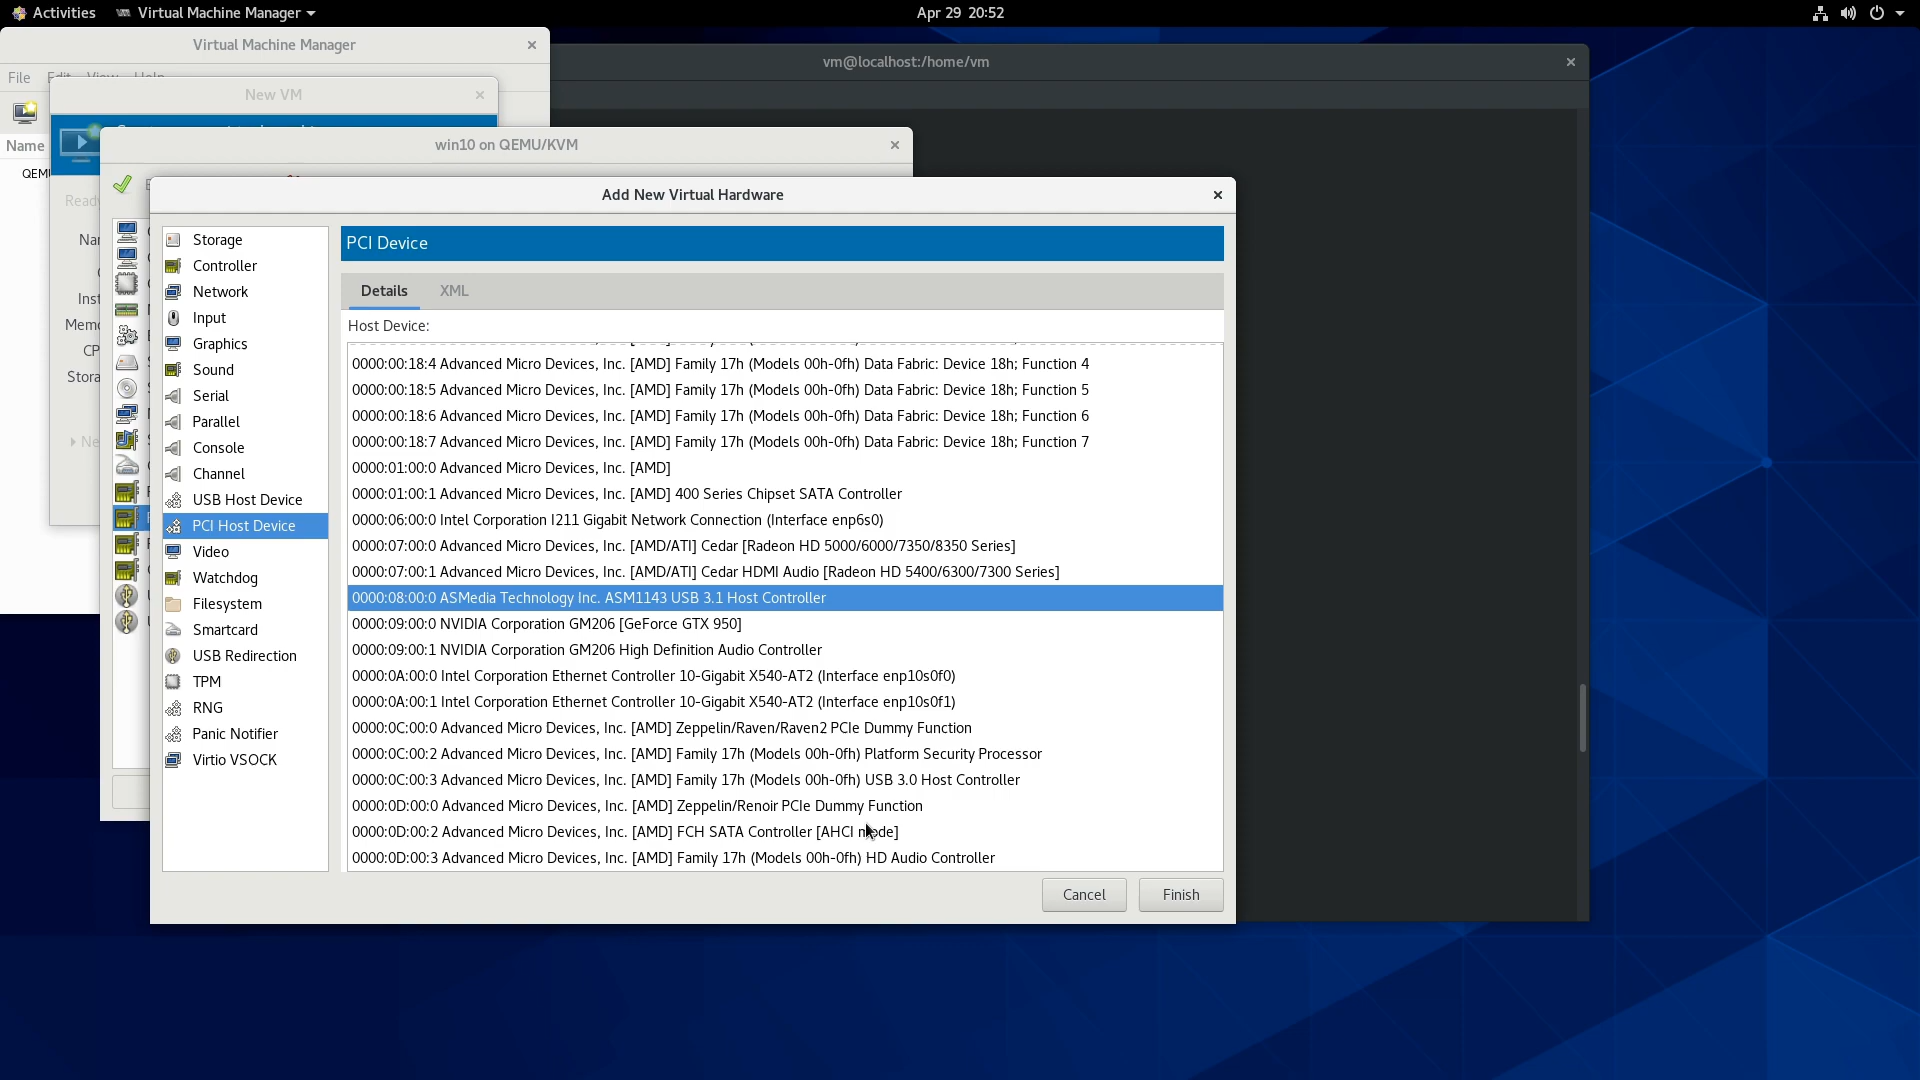 Activities Virtual Machine Manager Apr 29 20:52
Virtual Machine Manager
vm@localhost:/home/vm
File Edit View Help
New VM
Name
win10 on QEMU/KVM
Add New Virtual Hardware
Storage
Controller
Network
Input
Graphics
Sound
Serial
Parallel
Console
Channel
USB Host Device
PCI Host Device
Video
Watchdog
Filesystem
Smartcard
USB Redirection
TPM
RNG
Panic Notifier
Virtio VSOCK
PCI Device
Details XML
Host Device:
0000:00:18:4 Advanced Micro Devices, Inc. [AMD] Family 17h (Models 00h-0fh) Data Fabric: Device 18h; Function 4
0000:00:18:5 Advanced Micro Devices, Inc. [AMD] Family 17h (Models 00h-0fh) Data Fabric: Device 18h; Function 5
0000:00:18:6 Advanced Micro Devices, Inc. [AMD] Family 17h (Models 00h-0fh) Data Fabric: Device 18h; Function 6
0000:00:18:7 Advanced Micro Devices, Inc. [AMD] Family 17h (Models 00h-0fh) Data Fabric: Device 18h; Function 7
0000:01:00:0 Advanced Micro Devices, Inc. [AMD]
0000:01:00:1 Advanced Micro Devices, Inc. [AMD] 400 Series Chipset SATA Controller
0000:06:00:0 Intel Corporation I211 Gigabit Network Connection (Interface enp6s0)
0000:07:00:0 Advanced Micro Devices, Inc. [AMD/ATI] Cedar [Radeon HD 5000/6000/7350/8350 Series]
0000:07:00:1 Advanced Micro Devices, Inc. [AMD/ATI] Cedar HDMI Audio [Radeon HD 5400/6300/7300 Series]
0000:08:00:0 ASMedia Technology Inc. ASM1143 USB 3.1 Host Controller
0000:09:00:0 NVIDIA Corporation GM206 [GeForce GTX 950]
0000:09:00:1 NVIDIA Corporation GM206 High Definition Audio Controller
0000:0A:00:0 Intel Corporation Ethernet Controller 10-Gigabit X540-AT2 (Interface enp10s0f0)
0000:0A:00:1 Intel Corporation Ethernet Controller 10-Gigabit X540-AT2 (Interface enp10s0f1)
0000:0C:00:0 Advanced Micro Devices, Inc. [AMD] Zeppelin/Raven/Raven2 PCIe Dummy Function
0000:0C:00:2 Advanced Micro Devices, Inc. [AMD] Family 17h (Models 00h-0fh) Platform Security Processor
0000:0C:00:3 Advanced Micro Devices, Inc. [AMD] Family 17h (Models 00h-0fh) USB 3.0 Host Controller
0000:0D:00:0 Advanced Micro Devices, Inc. [AMD] Zeppelin/Renoir PCIe Dummy Function
0000:0D:00:2 Advanced Micro Devices, Inc. [AMD] FCH SATA Controller [AHCI mode]
0000:0D:00:3 Advanced Micro Devices, Inc. [AMD] Family 17h (Models 00h-0fh) HD Audio Controller
Cancel Finish